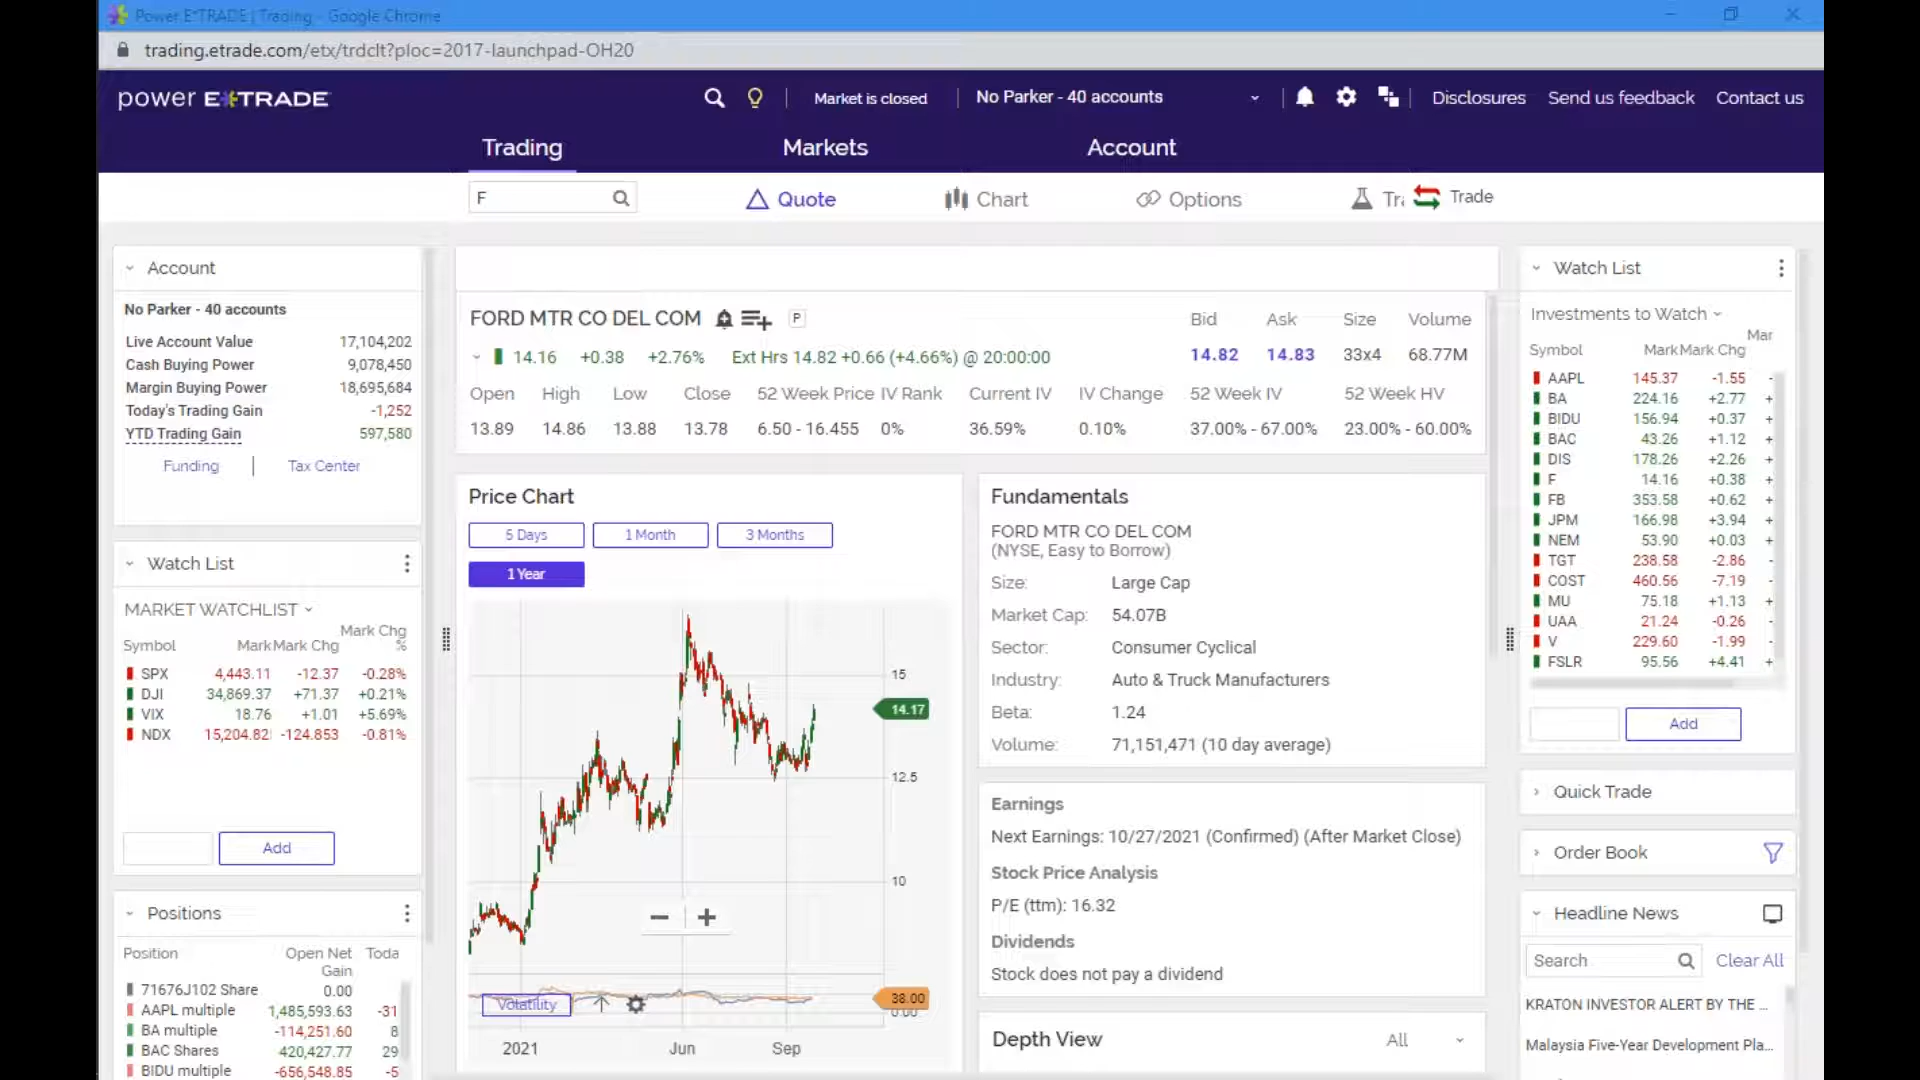 Power E*TRADE | Trading - Google Chrome
trading.etrade.com/etx/trdclt?ploc=2017-launchpad-OH20
power E*TRADE
Market is closed
No Parker - 40 accounts
Disclosures
Send us feedback
Contact us
Trading
Markets
Account
F
Quote
Chart
Options
Tr
Trade
Account
No Parker - 40 accounts
Live Account Value 17,104,202
Cash Buying Power 9,078,450
Margin Buying Power 18,695,684
Today's Trading Gain -1,252
YTD Trading Gain 597,580
Funding | Tax Center
Watch List
MARKET WATCHLIST
Symbol Mark Mark Chg Mark Chg %
SPX 4,443.11 -12.37 -0.28%
DJI 34,869.37 +71.37 +0.21%
VIX 18.76 +1.01 +5.69%
NDX 15,204.82 -124.853 -0.81%
Add
Positions
Position Open Net Gain Toda
71676J102 Share 0.00
AAPL multiple 1,485,593.63 -31
BA multiple -114,251.60 8
BAC Shares 420,427.77 29
BIDU multiple -656,548.85 -5
FORD MTR CO DEL COM P
14.16 +0.38 +2.76% Ext Hrs 14.82 +0.66 (+4.66%) @ 20:00:00
Bid Ask Size Volume
14.82 14.83 33x4 68.77M
Open High Low Close 52 Week Price IV Rank Current IV IV Change 52 Week IV 52 Week HV
13.89 14.86 13.88 13.78 6.50 - 16.455 0% 36.59% 0.10% 37.00% - 67.00% 23.00% - 60.00%
Price Chart
5 Days
1 Month
3 Months
1 Year
15
14.17
12.5
10
38.00
0.00
Volatility
2021 Jun Sep
Fundamentals
FORD MTR CO DEL COM
(NYSE, Easy to Borrow)
Size: Large Cap
Market Cap: 54.07B
Sector: Consumer Cyclical
Industry: Auto & Truck Manufacturers
Beta: 1.24
Volume: 71,151,471 (10 day average)
Earnings
Next Earnings: 10/27/2021 (Confirmed) (After Market Close)
Stock Price Analysis
P/E (ttm): 16.32
Dividends
Stock does not pay a dividend
Depth View All
Watch List
Investments to Watch
Symbol Mark Mark Chg Mar
AAPL 145.37 -1.55 -
BA 224.16 +2.77 +
BIDU 156.94 +0.37 +
BAC 43.26 +1.12 +
DIS 178.26 +2.26 +
F 14.16 +0.38 +
FB 353.58 +0.62 +
JPM 166.98 +3.94 +
NEM 53.90 +0.03 +
TGT 238.58 -2.86 -
COST 460.56 -7.19 -
MU 75.18 +1.13 +
UAA 21.24 -0.26 -
V 229.60 -1.99 -
FSLR 95.56 +4.41 +
Add
Quick Trade
Order Book
Headline News
Search
Clear All
KRATON INVESTOR ALERT BY THE ...
Malaysia Five-Year Development Pla...